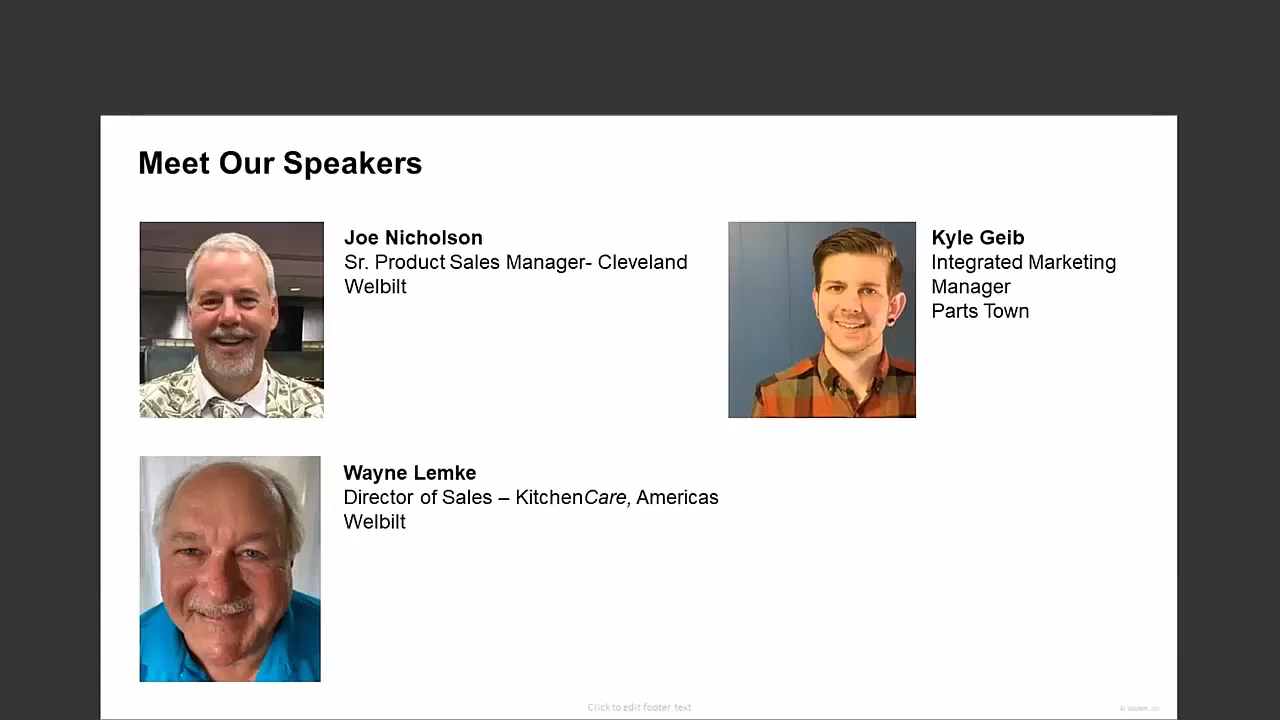 Meet Our Speakers
Joe Nicholson
Sr. Product Sales Manager- Cleveland
Welbilt
Kyle Geib
Integrated Marketing
Manager
Parts Town
Wayne Lemke
Director of Sales – KitchenCare, Americas
Welbilt
Click to edit footer text